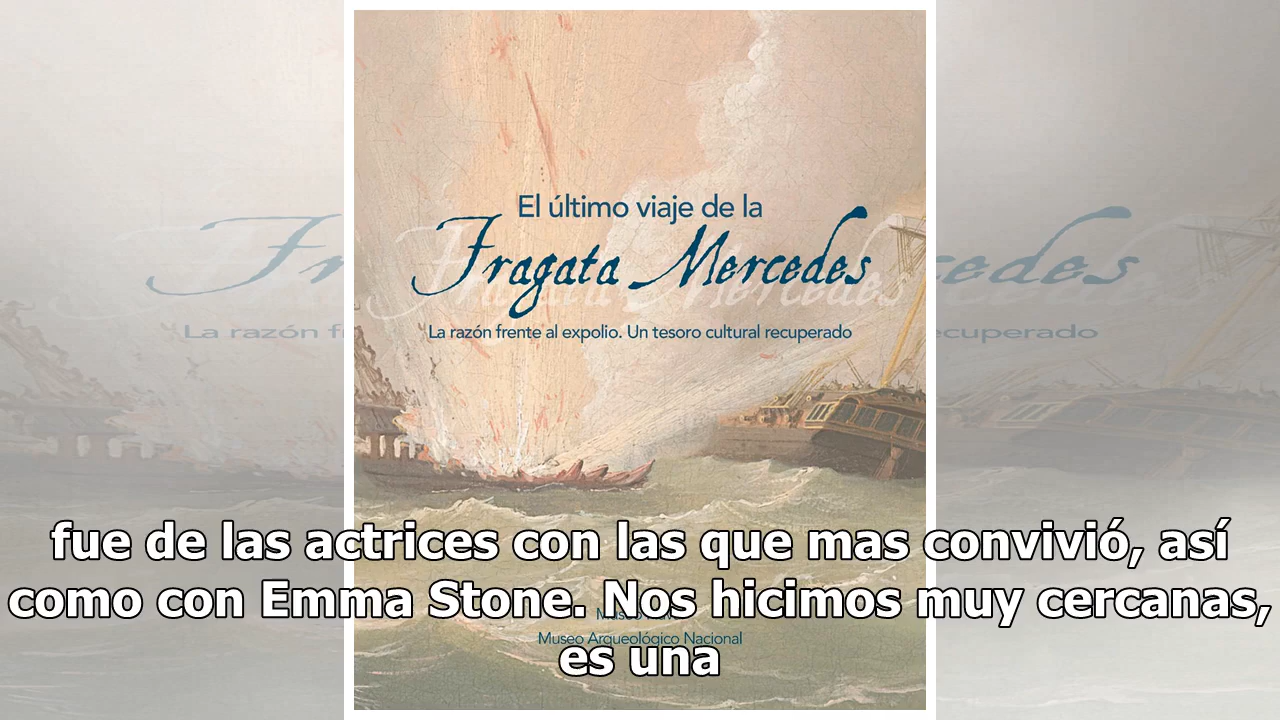 El último viaje de la
Fragata Mercedes
La razón frente al expolio. Un tesoro cultural recuperado
fue de las actrices con las que mas convivió, así
como con Emma Stone. Nos hicimos muy cercanas,
Museo Arqueológico Nacional
es una